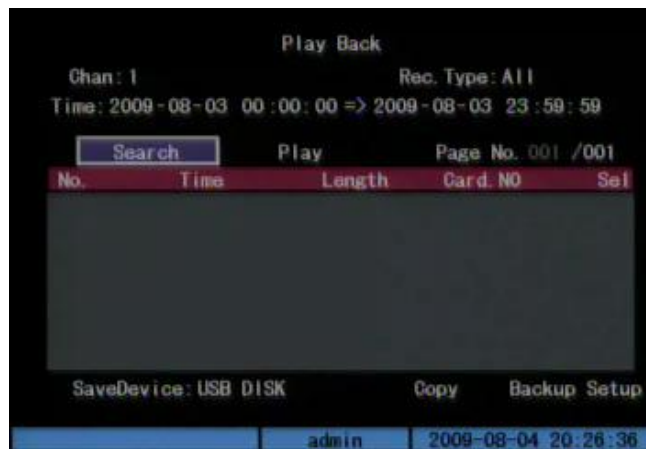 Play Back
Chan: 1 Rec. Type: All
Time: 2009-08-03 00:00:00 => 2009-08-03 23:59:59
Search Play Page No. 001 /001
No. Time Length Card. NO Sel
SaveDevice: USB DISK Copy Backup Setup
admin 2009-08-04 20:26:36